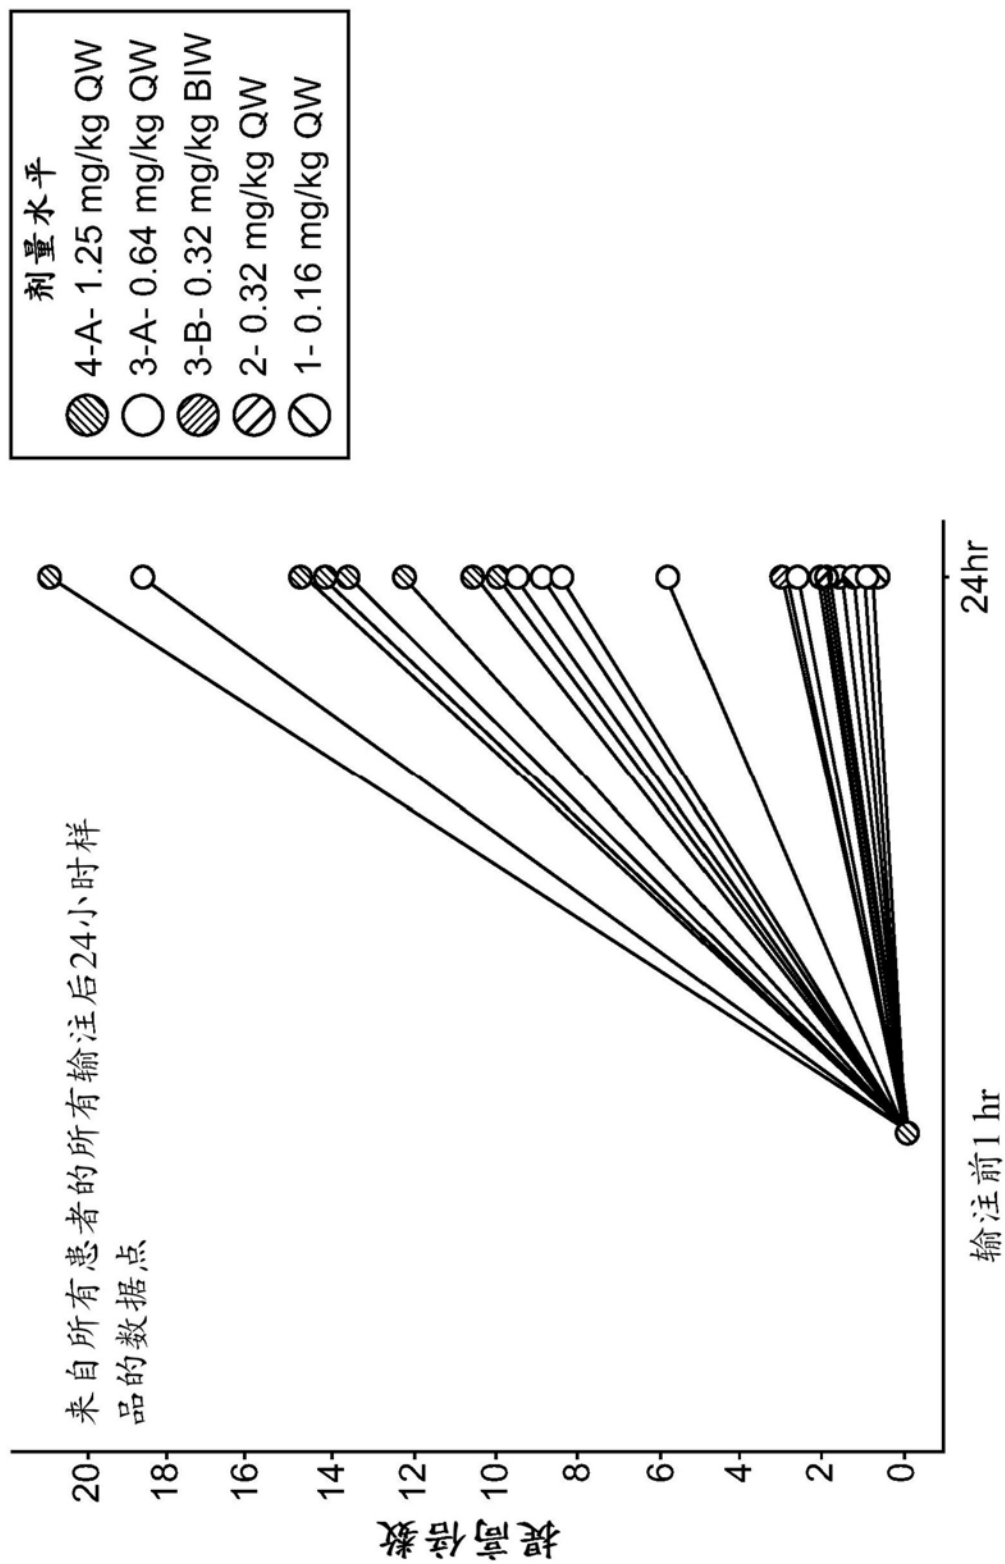 剂量水平
4-A- 1.25 mg/kg QW
3-A- 0.64 mg/kg QW
3-B- 0.32 mg/kg BIW
2- 0.32 mg/kg QW
1- 0.16 mg/kg QW
来自所有患者的所有输注后24小时样
品的数据点
提高倍数
20
18
16
14
12
10
8
6
4
2
0
输注前1 hr
24hr